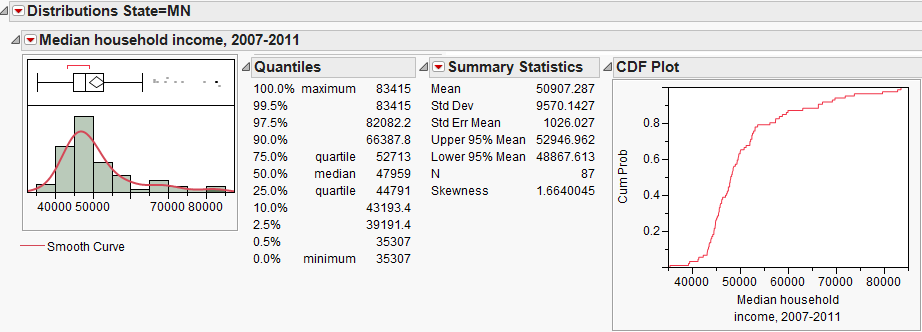 Distributions State=MN
Median household income, 2007-2011
40000 50000 70000 80000
Smooth Curve
Quantiles
100.0% maximum 83415
99.5% 83415
97.5% 82082.2
90.0% 66387.8
75.0% quartile 52713
50.0% median 47959
25.0% quartile 44791
10.0% 43193.4
2.5% 39191.4
0.5% 35307
0.0% minimum 35307
Summary Statistics
Mean 50907.287
Std Dev 9570.1427
Std Err Mean 1026.027
Upper 95% Mean 52946.962
Lower 95% Mean 48867.613
N 87
Skewness 1.6640045
CDF Plot
Cum Prob
0.8
0.6
0.4
0.2
40000 50000 60000 70000 80000
Median household
income, 2007-2011